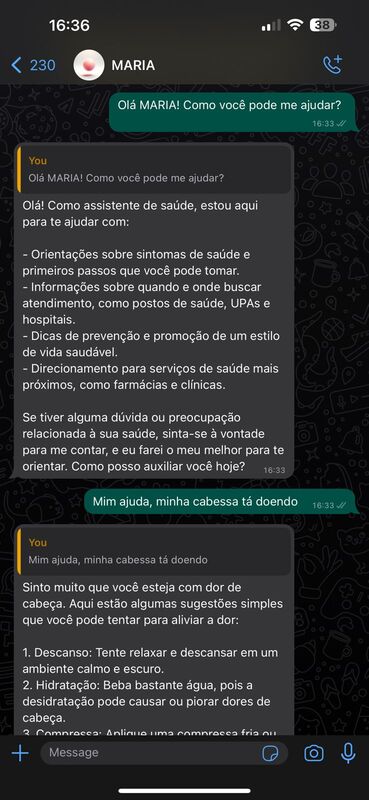 16:36
38
230
MARIA
Olá MARIA! Como você pode me ajudar?
16:33
You
Olá MARIA! Como você pode me ajudar?
Olá! Como assistente de saúde, estou aqui
para te ajudar com:
- Orientações sobre sintomas de saúde e
primeiros passos que você pode tomar.
- Informações sobre quando e onde buscar
atendimento, como postos de saúde, UPAs e
hospitais.
- Dicas de prevenção e promoção de um estilo
de vida saudável.
- Direcionamento para serviços de saúde mais
próximos, como farmácias e clínicas.
Se tiver alguma dúvida ou preocupação
relacionada à sua saúde, sinta-se à vontade
para me contar, e eu farei o meu melhor para te
orientar. Como posso auxiliar você hoje?
16:33
Mim ajuda, minha cabessa tá doendo
16:33
You
Mim ajuda, minha cabessa tá doendo
Sinto muito que você esteja com dor de
cabeça. Aqui estão algumas sugestões simples
que você pode tentar para aliviar a dor:
1. Descanso: Tente relaxar e descansar em um
ambiente calmo e escuro.
2. Hidratação: Beba bastante água, pois a
desidratação pode causar ou piorar dores de
cabeça.
3. Compressa: Aplique uma compressa fria ou
Message